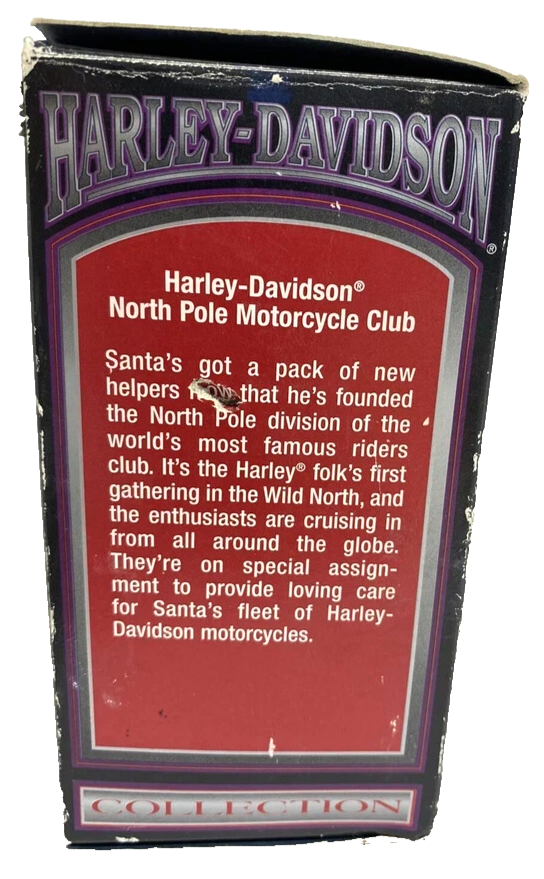 HARLEY-DAVIDSON®
Harley-Davidson®
North Pole Motorcycle Club
Santa's got a pack of new
helpers that he's founded
the North Pole division of the
world's most famous riders
club. It's the Harley® folk's first
gathering in the Wild North, and
the enthusiasts are cruising in
from all around the globe.
They're on special assign-
ment to provide loving care
for Santa's fleet of Harley-
Davidson motorcycles.
COLLECTION